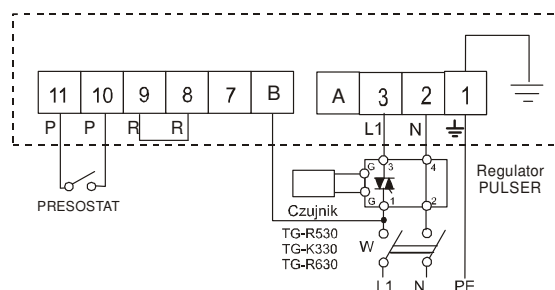 11 10 9 8 7 B A 3 2 1
P P R R L1 N
PRESOSTAT
Regulator
PULSER
G 3 4
G 1 2
Czujnik
TG-R530
TG-K330
TG-R630
W
L1 N PE